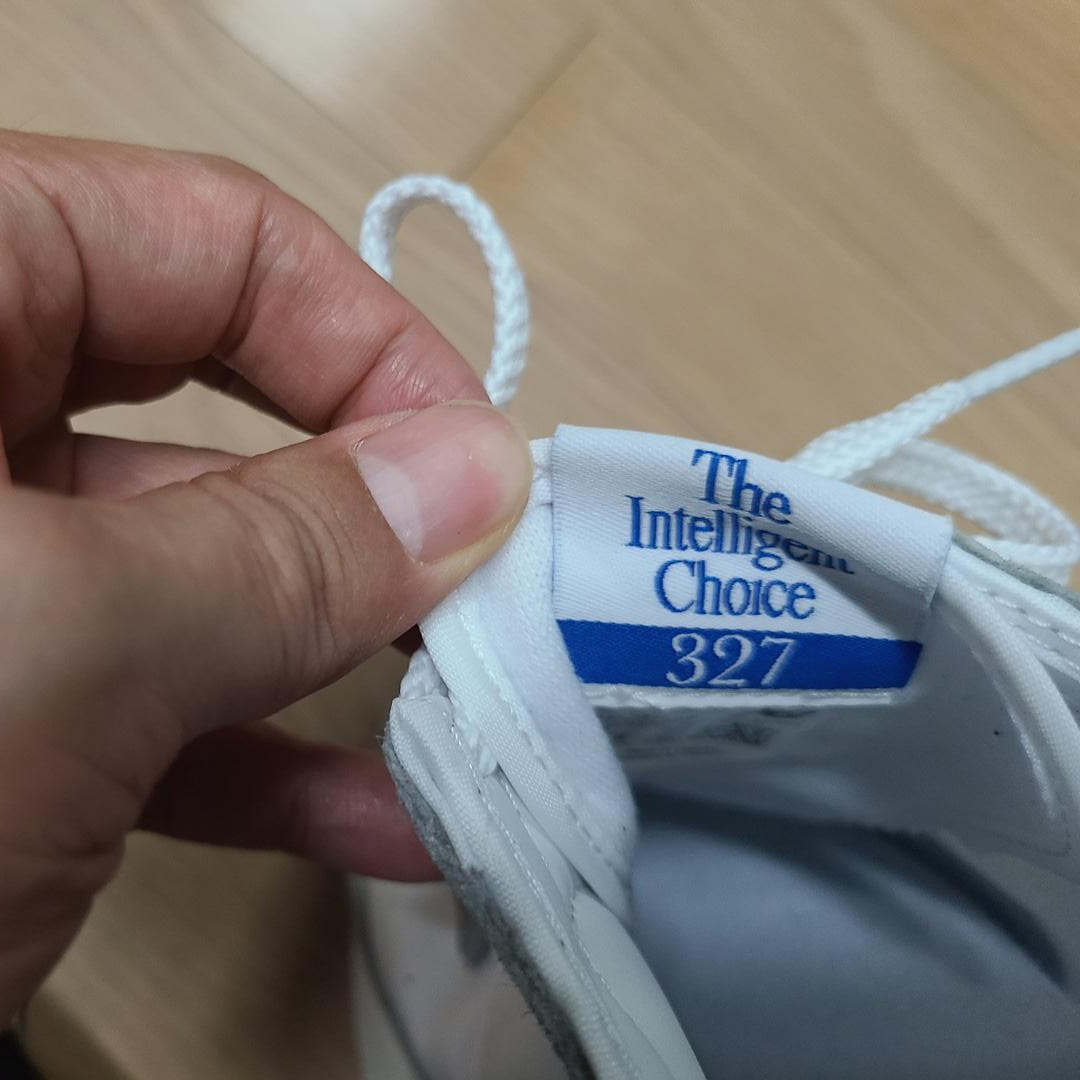 The
Intelligent
Choice
327